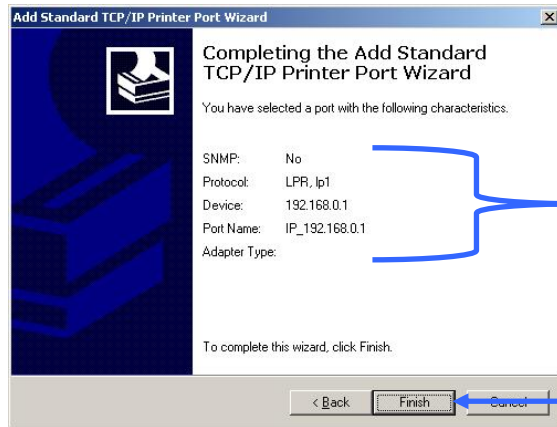 Add Standard TCP/IP Printer Port Wizard
Completing the Add Standard
TCP/IP Printer Port Wizard
You have selected a port with the following characteristics.
SNMP: No
Protocol: LPR, lp1
Device: 192.168.0.1
Port Name: IP_192.168.0.1
Adapter Type:
To complete this wizard, click Finish.
< Back Finish Cancel